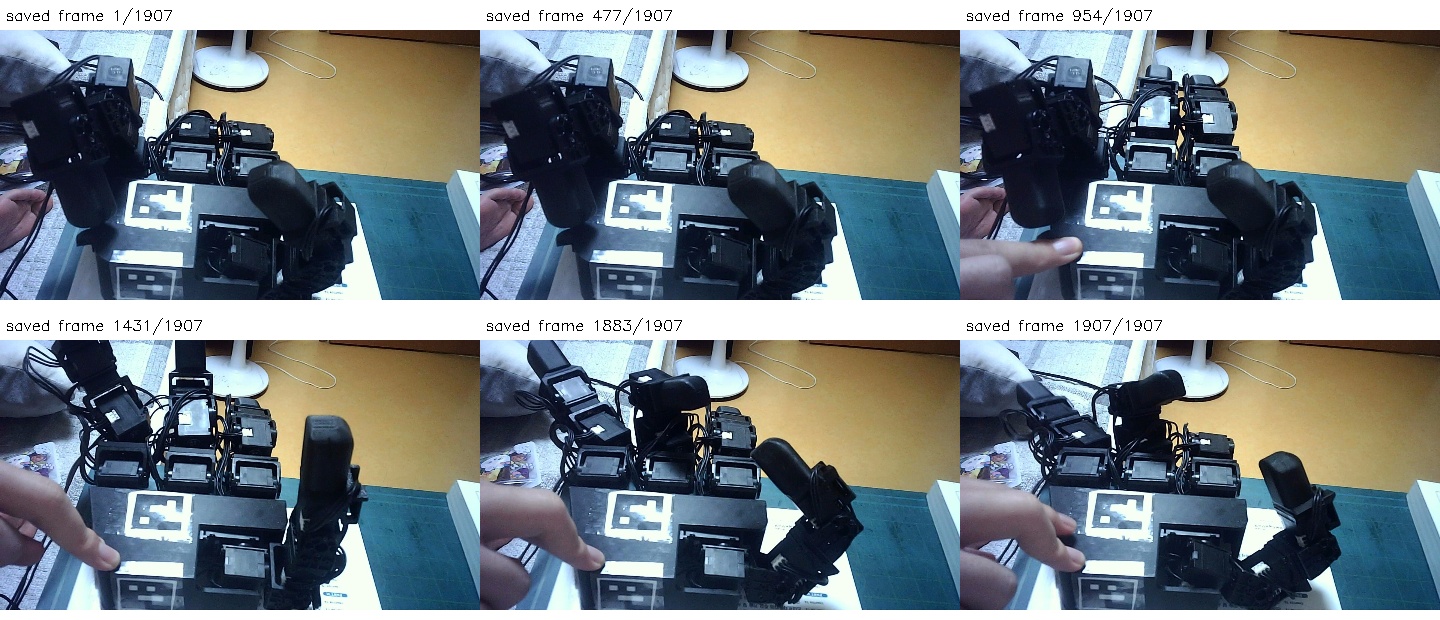 saved frame 1/1907
saved frame 477/1907
saved frame 954/1907
saved frame 1431/1907
saved frame 1883/1907
saved frame 1907/1907